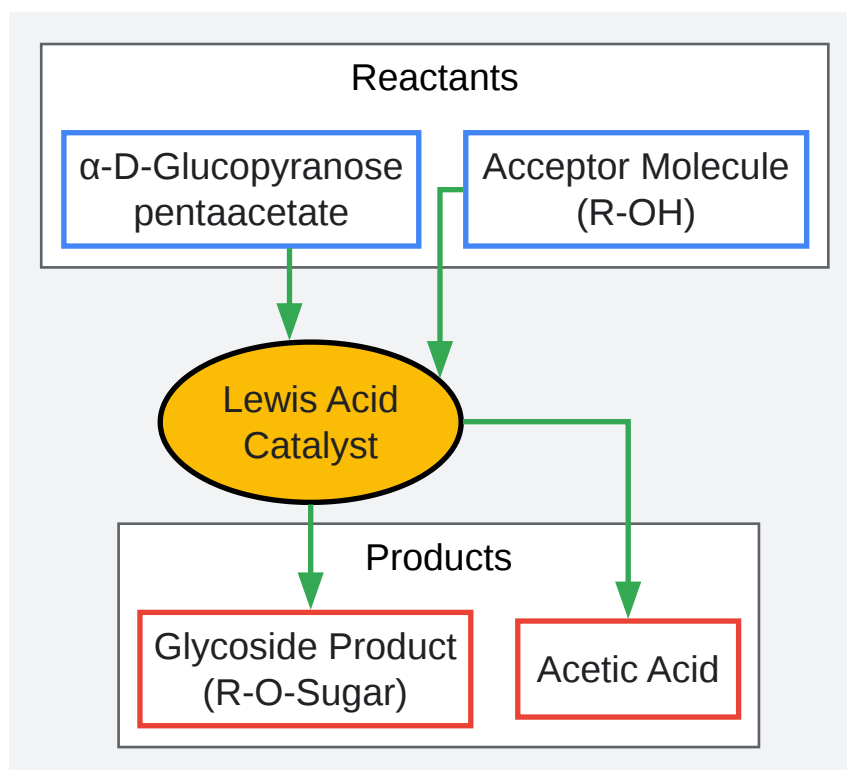 Reactants
α-D-Glucopyranose
pentaacetate
Acceptor Molecule
(R-OH)
Lewis Acid
Catalyst
Products
Glycoside Product
(R-O-Sugar)
Acetic Acid